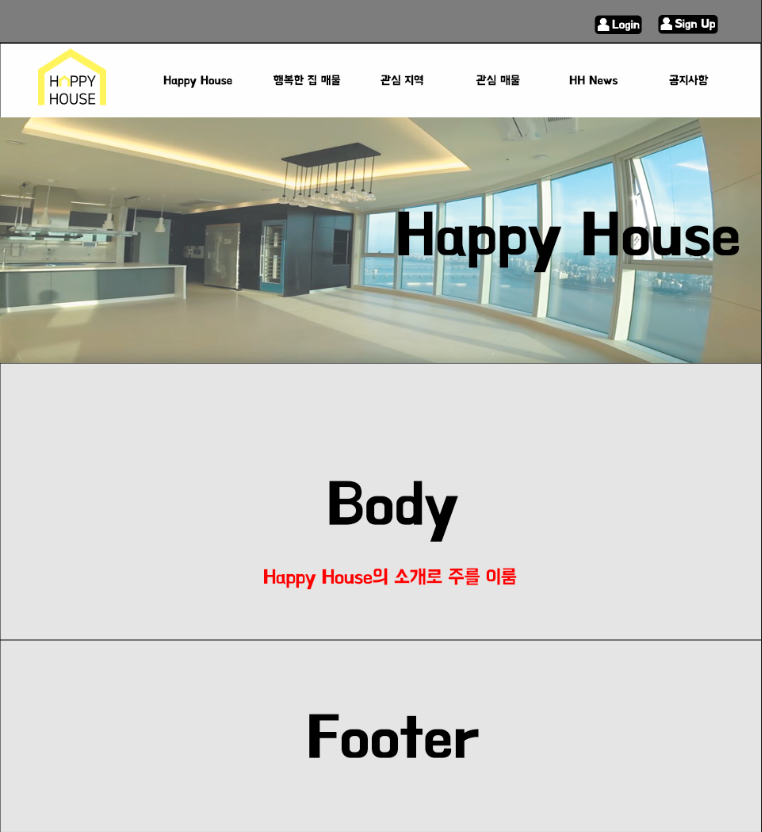 Login
Sign Up
HAPPY
HOUSE
Happy House
행복한 집 매물
관심 지역
관심 매물
HH News
공지사항
Happy House
Body
Happy House의 소개로 주를 이룸
Footer